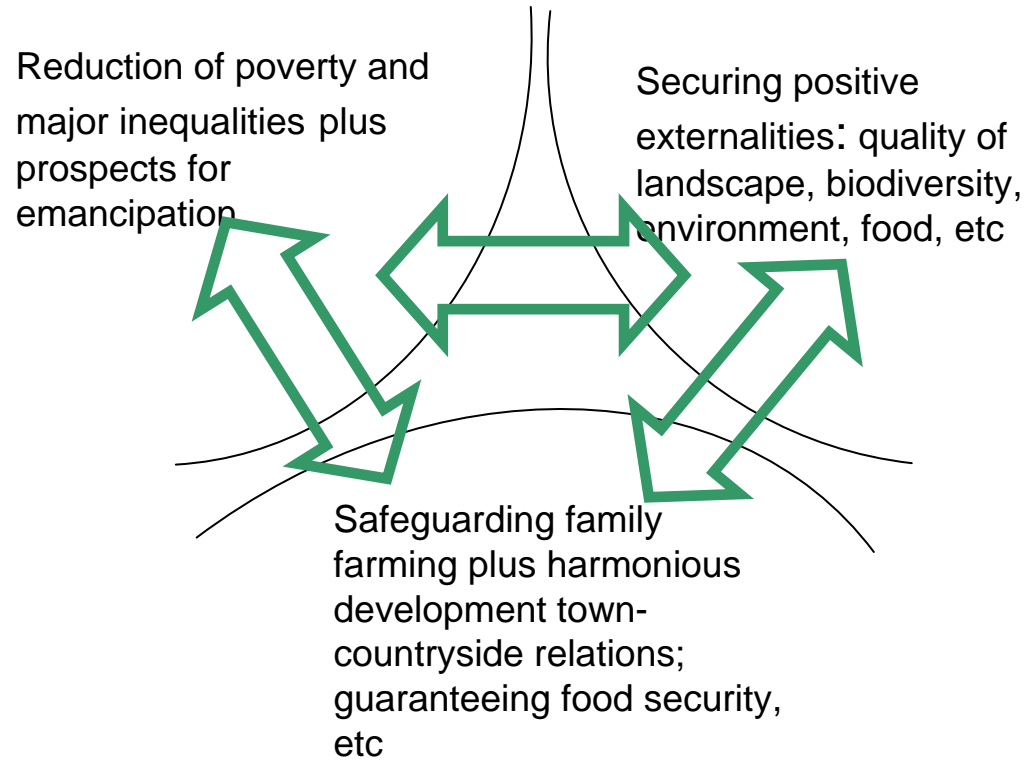 Reduction of poverty and
major inequalities plus
prospects for
emancipation
Securing positive
externalities: quality of
landscape, biodiversity,
environment, food, etc
Safeguarding family
farming plus harmonious
development town-
countryside relations;
guaranteeing food security,
etc